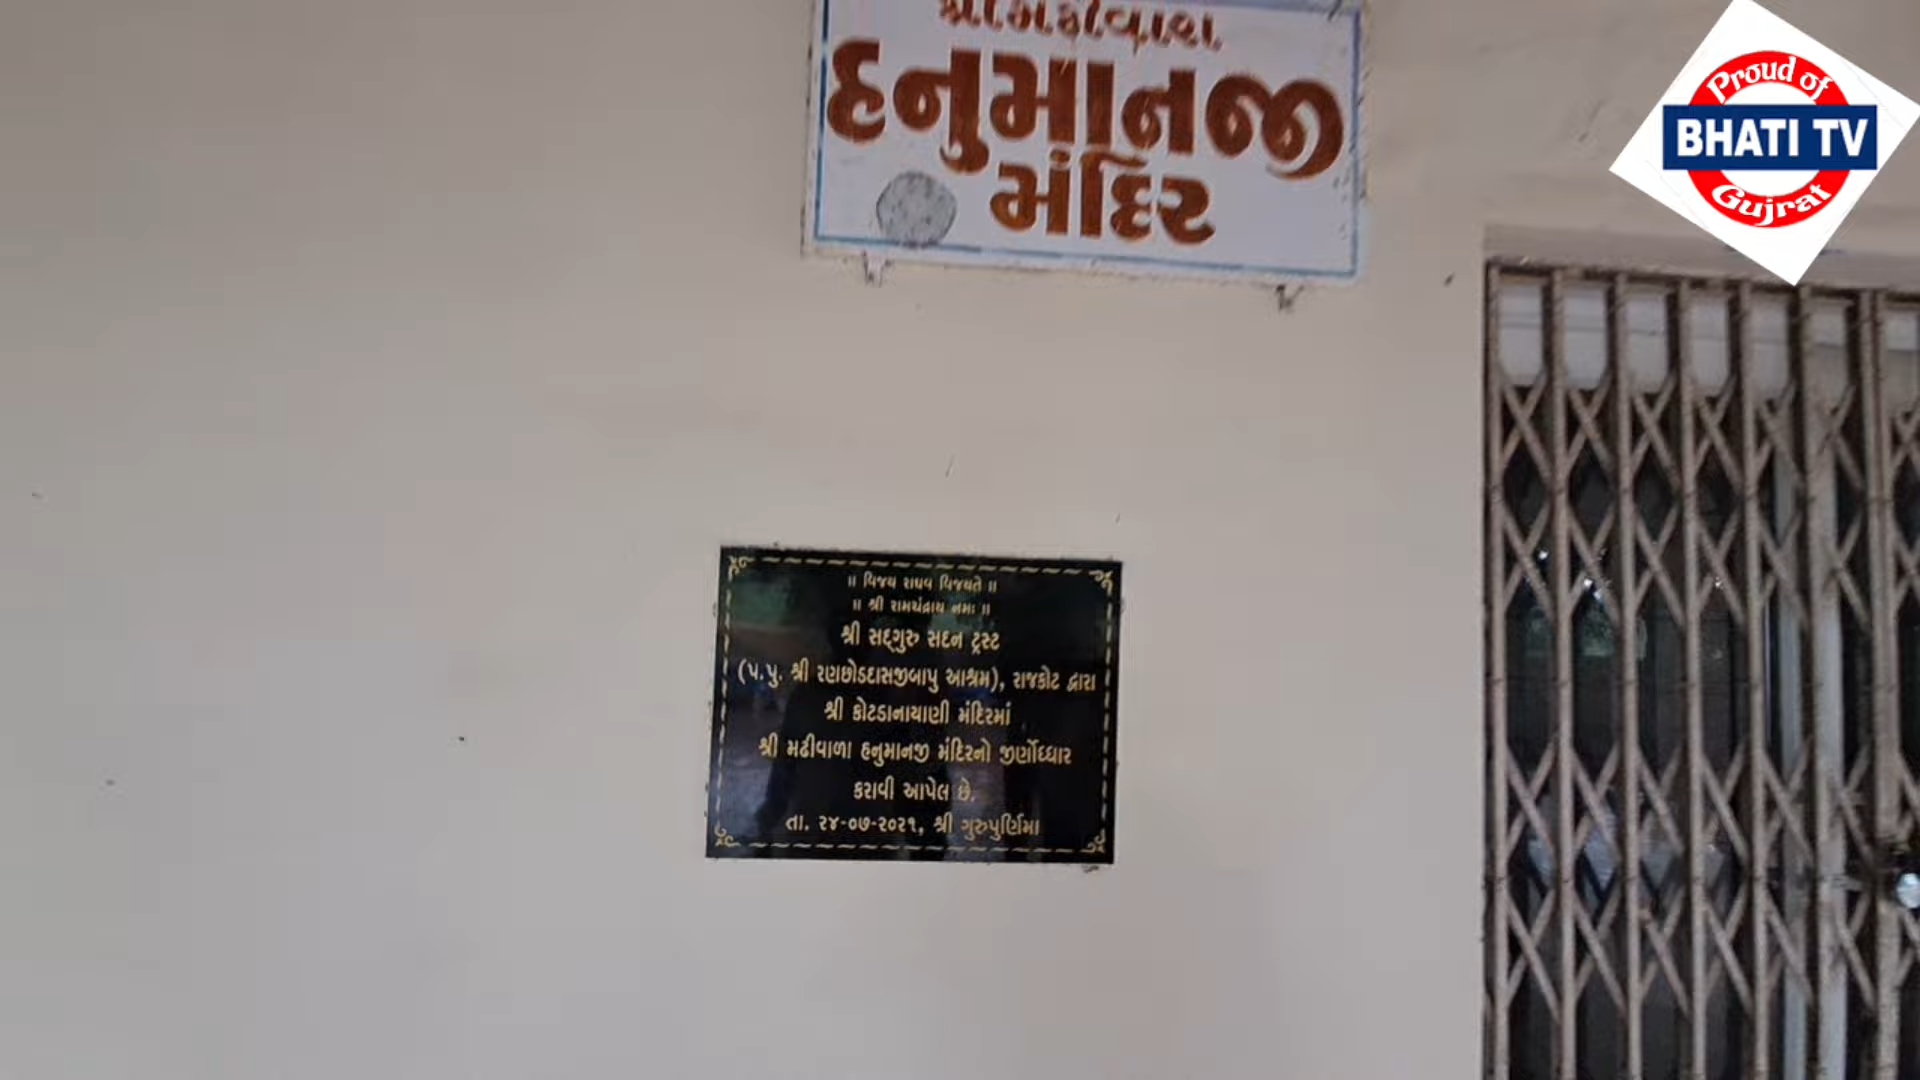 શ્રી મઢીવાળા
હનુમાનજી
મંદિર
Proud of
BHATI TV
Gujrat
॥ વિજય રાઘવ વિજયતે ॥
॥ શ્રી રામચંદ્રાય નમઃ ॥
શ્રી સદ્‌ગુરુ સદન ટ્રસ્ટ
(પ.પુ. શ્રી રણછોડદાસજીબાપુ આશ્રમ), રાજકોટ દ્વારા
શ્રી કોટડાનાયાણી મંદિરમાં
શ્રી મઢીવાળા હનુમાનજી મંદિરનો જીર્ણોધ્ધાર
કરાવી આપેલ છે.
તા. ૨૪-૦૭-૨૦૨૧, શ્રી ગુરુપુર્ણિમા